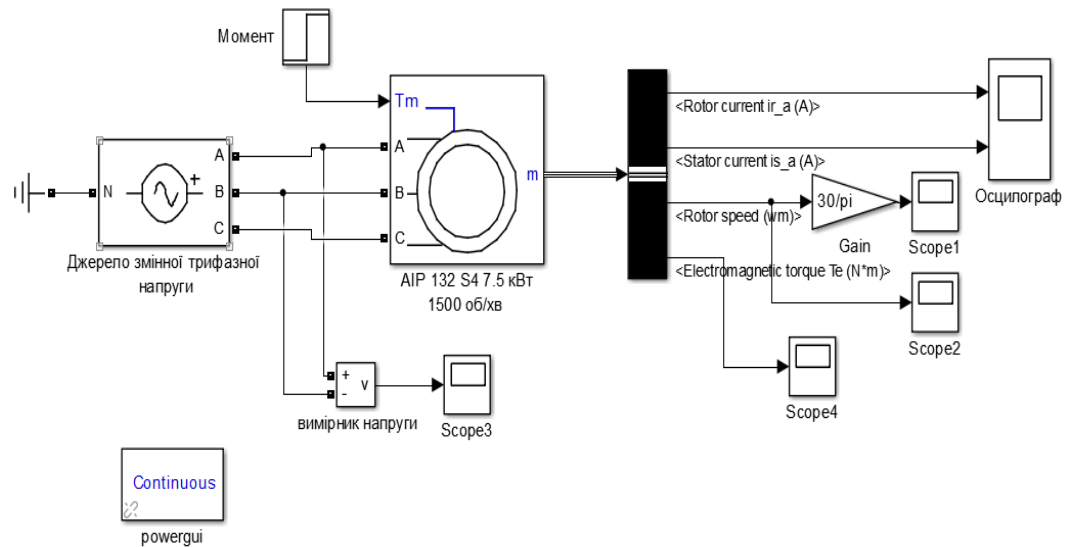 Момент
Tm
A
B
C
m
N
+
A
B
C
Джерело змінної трифазної
напруги
АІР 132 S4 7.5 кВт
1500 об/хв
<Rotor current ir_a (A)>
<Stator current is_a (A)>
<Rotor speed (wm)>
<Electromagnetic torque Te (N*m)>
30/pi
Gain
Осципограф
Scope1
Scope2
Scope4
+
-
v
вимірник напруги
Scope3
Continuous
powergui